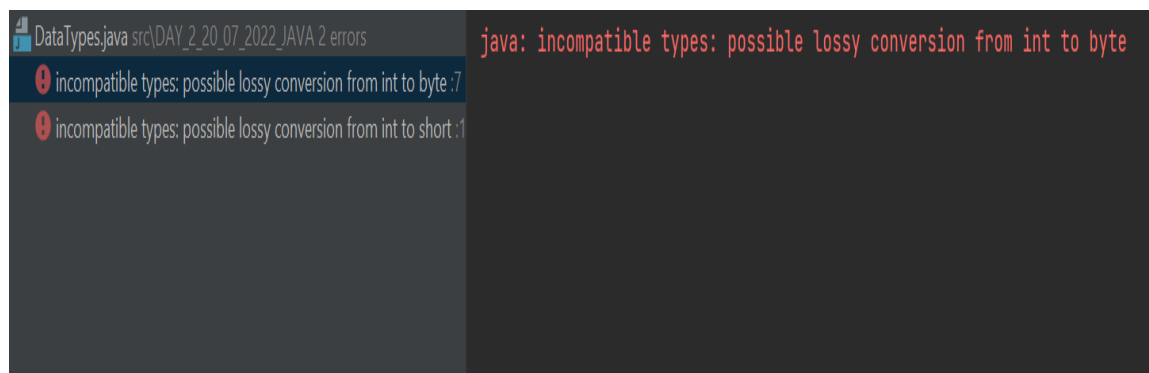 DataTypes.java src\DAY_2_20_07_2022_JAVA 2 errors
incompatible types: possible lossy conversion from int to byte :7
incompatible types: possible lossy conversion from int to short :1
java: incompatible types: possible lossy conversion from int to byte